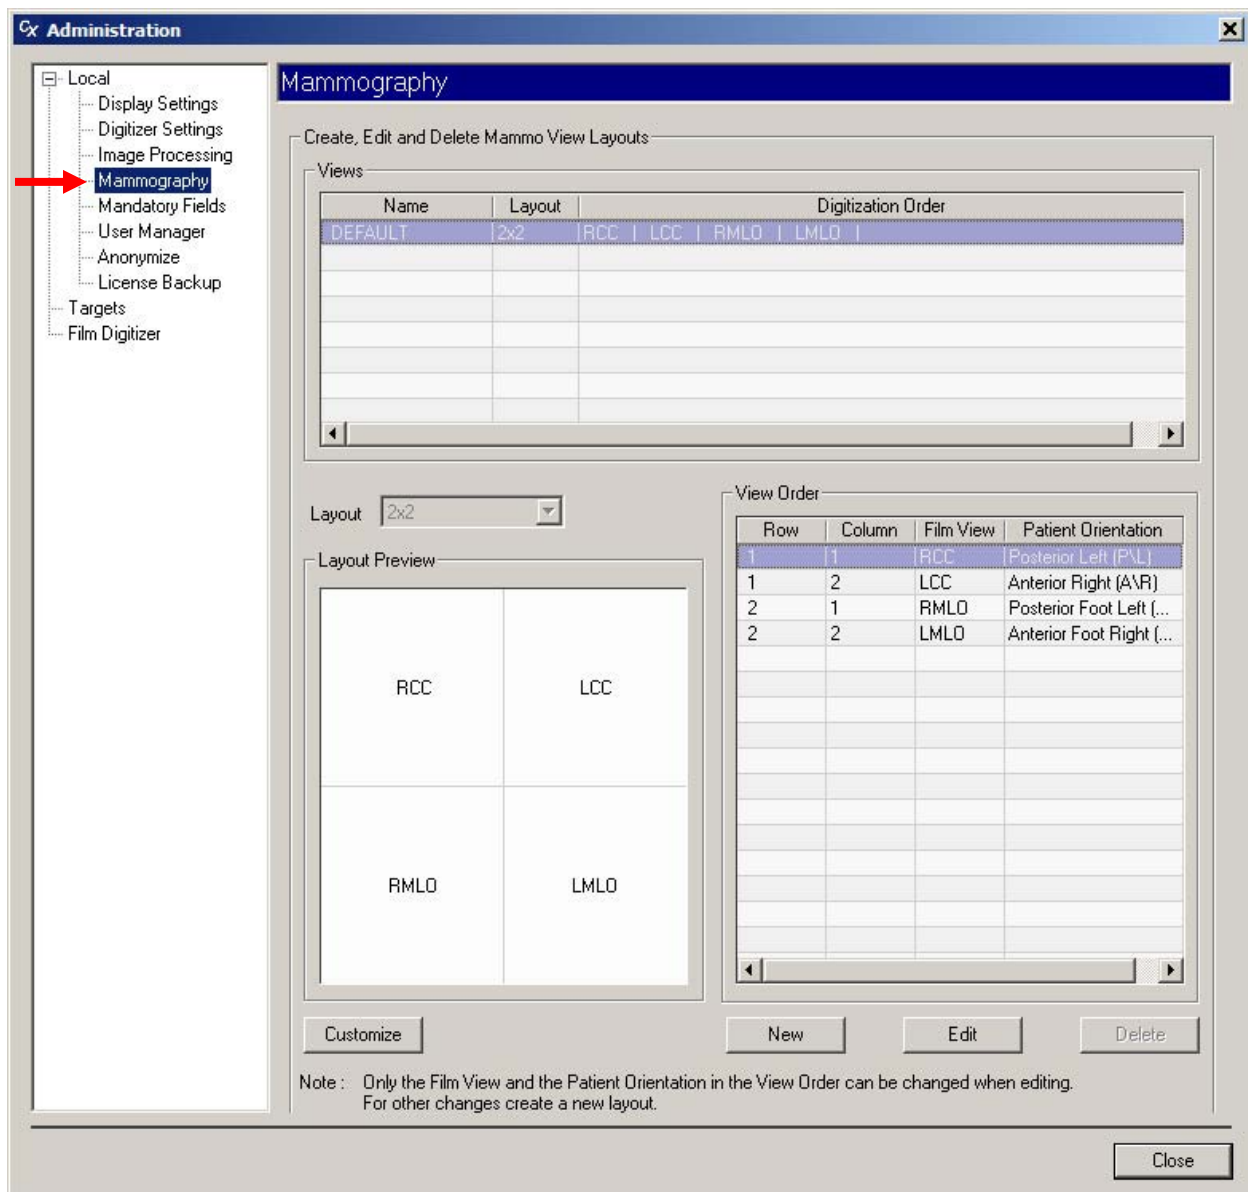 Cx Administration
Local
Display Settings
Digitizer Settings
Image Processing
Mammography
Mandatory Fields
User Manager
Anonymize
License Backup
Targets
Film Digitizer
Mammography
Create, Edit and Delete Mammo View Layouts
Views
Name Layout Digitization Order
DEFAULT 2x2 RCC | LCC | RMLO | LMLO |
Layout 2x2
Layout Preview
RCC LCC
RMLO LMLO
View Order
Row Column Film View Patient Orientation
1 1 RCC Posterior Left (P\L)
1 2 LCC Anterior Right (A\R)
2 1 RMLO Posterior Foot Left (...
2 2 LMLO Anterior Foot Right (...
Customize New Edit Delete
Note : Only the Film View and the Patient Orientation in the View Order can be changed when editing.
For other changes create a new layout.
Close